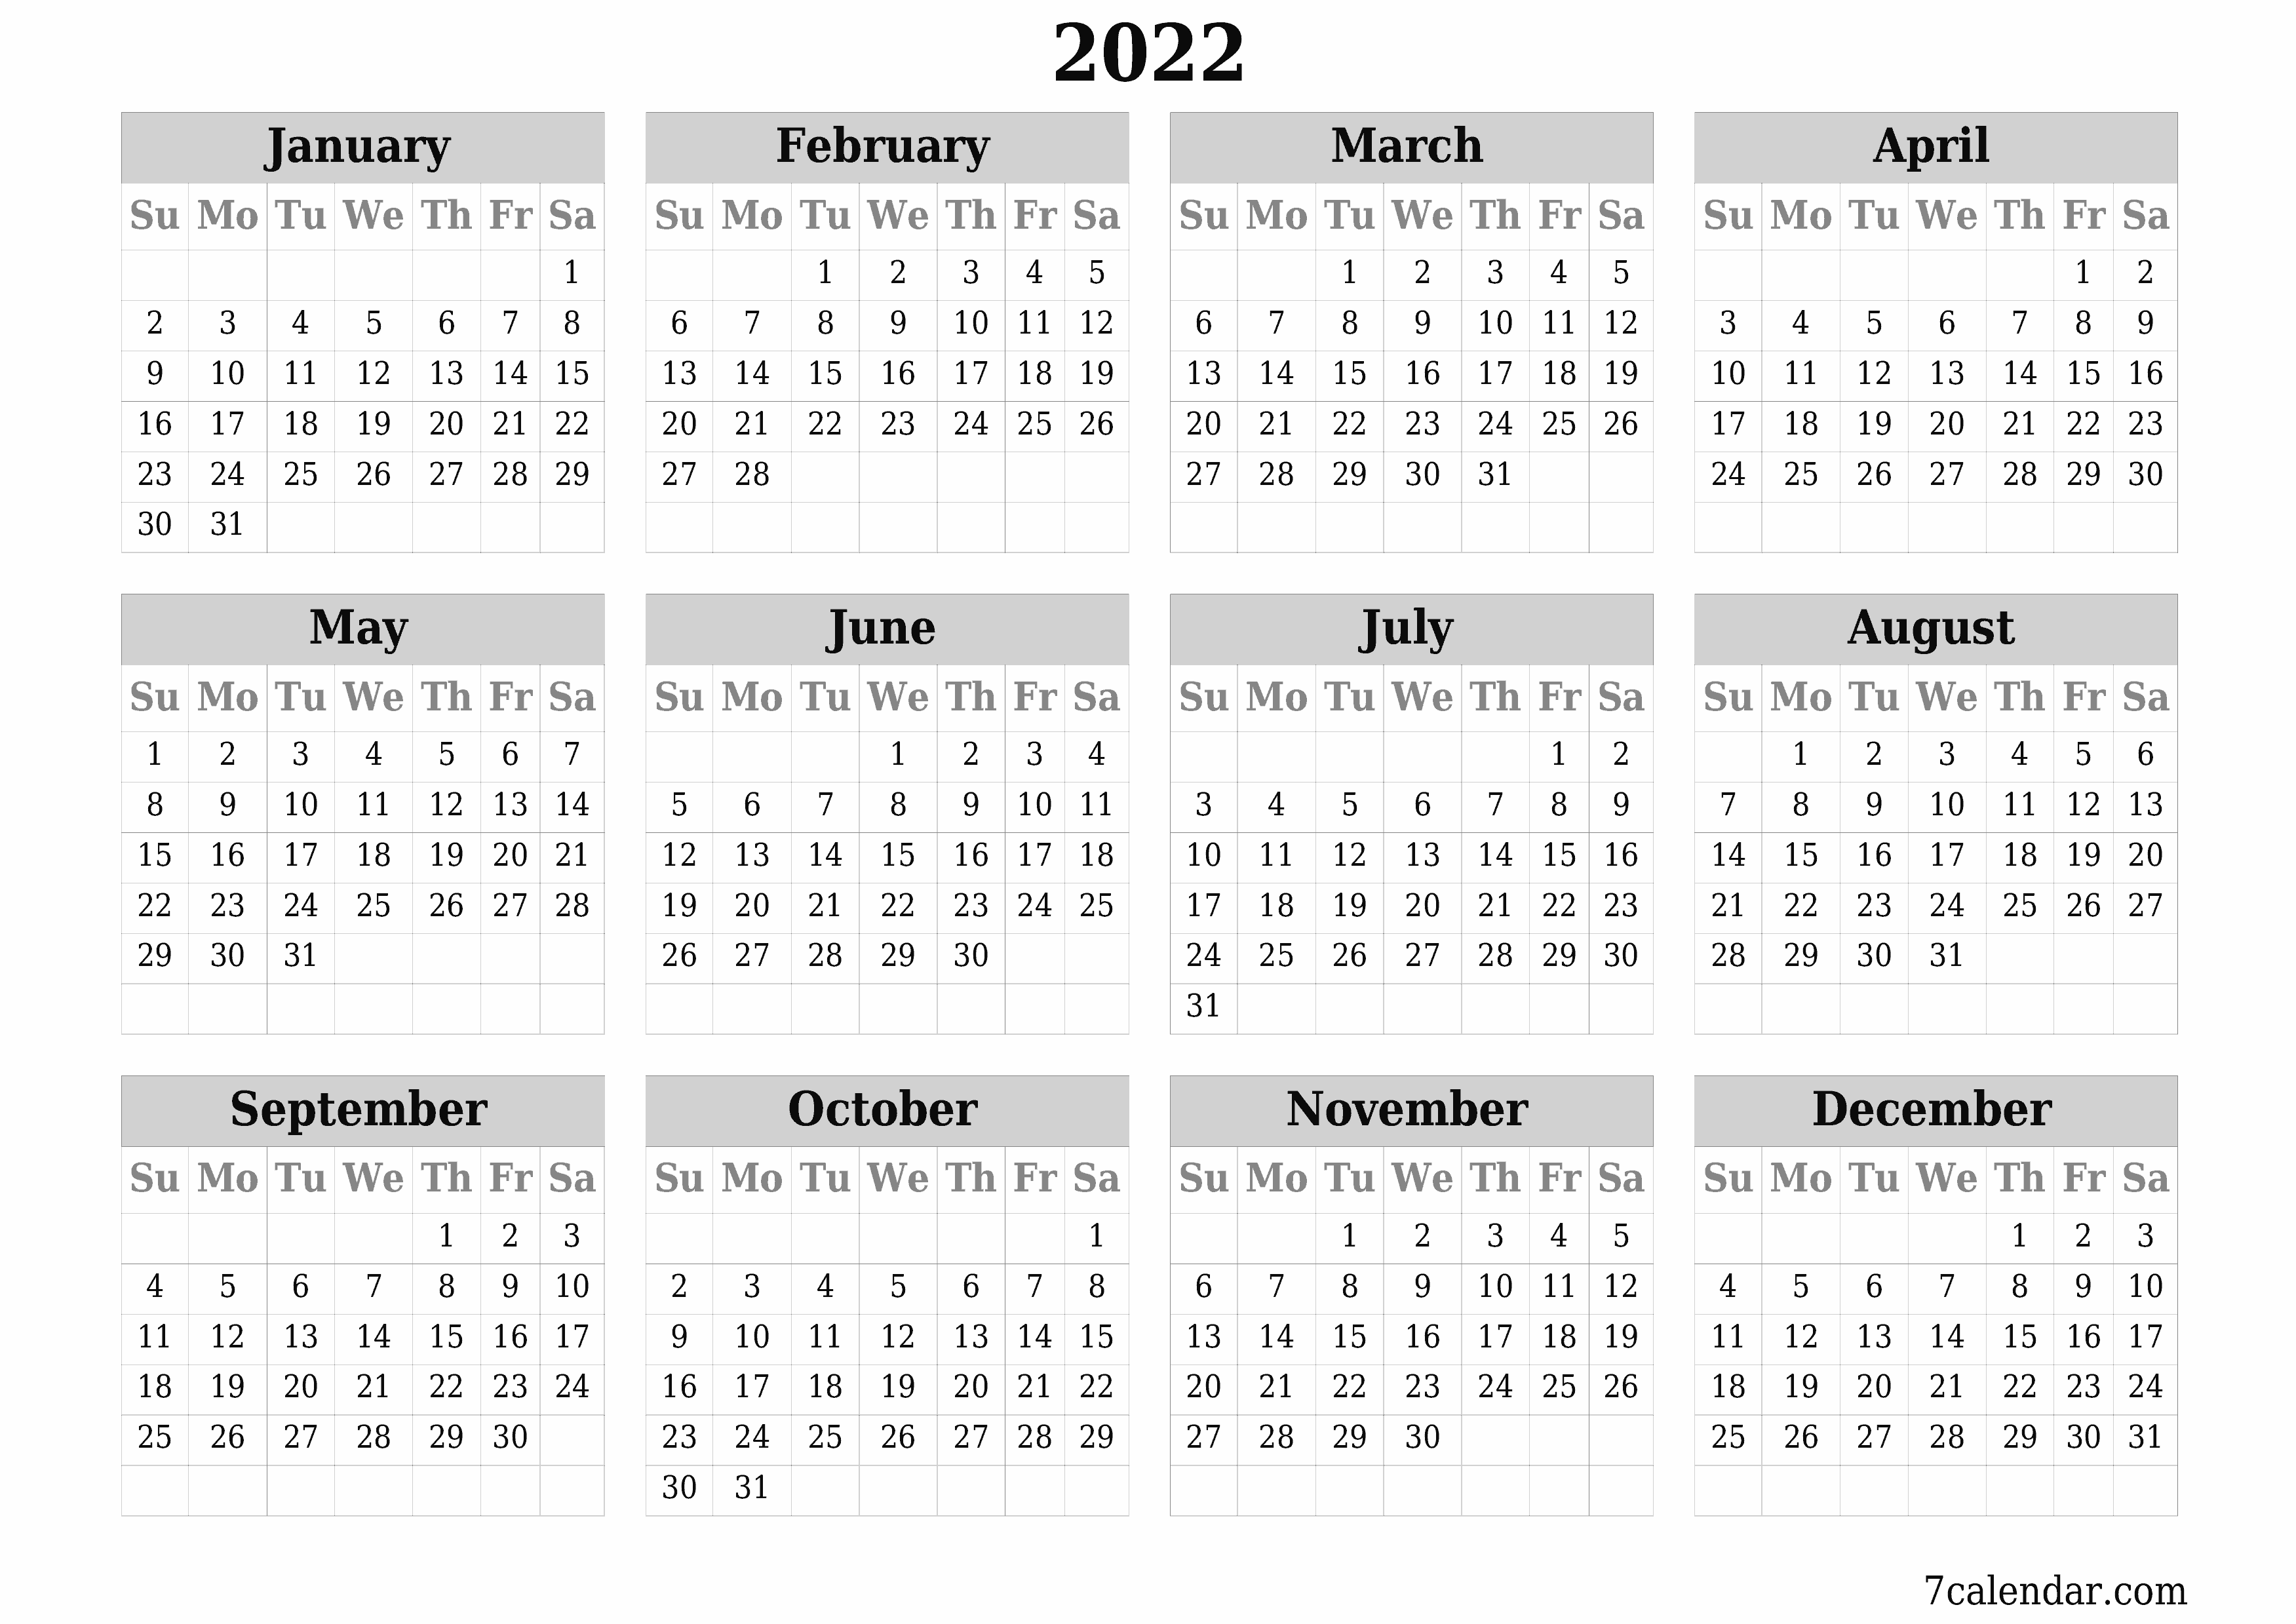 2022
January February March April
Su Mo Tu We Th Fr Sa Su Mo Tu We Th Fr Sa Su Mo Tu We Th Fr Sa Su Mo Tu We Th Fr Sa
1 1 2 3 4 5 1 2 3 4 5 1 2
2 3 4 5 6 7 8 6 7 8 9 10 11 12 6 7 8 9 10 11 12 3 4 5 6 7 8 9
9 10 11 12 13 14 15 13 14 15 16 17 18 19 13 14 15 16 17 18 19 10 11 12 13 14 15 16
16 17 18 19 20 21 22 20 21 22 23 24 25 26 20 21 22 23 24 25 26 17 18 19 20 21 22 23
23 24 25 26 27 28 29 27 28 27 28 29 30 31 24 25 26 27 28 29 30
30 31
May June July August
Su Mo Tu We Th Fr Sa Su Mo Tu We Th Fr Sa Su Mo Tu We Th Fr Sa Su Mo Tu We Th Fr Sa
1 2 3 4 5 6 7 1 2 3 4 1 2 1 2 3 4 5 6
8 9 10 11 12 13 14 5 6 7 8 9 10 11 3 4 5 6 7 8 9 7 8 9 10 11 12 13
15 16 17 18 19 20 21 12 13 14 15 16 17 18 10 11 12 13 14 15 16 14 15 16 17 18 19 20
22 23 24 25 26 27 28 19 20 21 22 23 24 25 17 18 19 20 21 22 23 21 22 23 24 25 26 27
29 30 31 26 27 28 29 30 24 25 26 27 28 29 30 28 29 30 31
31
September October November December
Su Mo Tu We Th Fr Sa Su Mo Tu We Th Fr Sa Su Mo Tu We Th Fr Sa Su Mo Tu We Th Fr Sa
1 2 3 1 1 2 3 4 5 1 2 3
4 5 6 7 8 9 10 2 3 4 5 6 7 8 6 7 8 9 10 11 12 4 5 6 7 8 9 10
11 12 13 14 15 16 17 9 10 11 12 13 14 15 13 14 15 16 17 18 19 11 12 13 14 15 16 17
18 19 20 21 22 23 24 16 17 18 19 20 21 22 20 21 22 23 24 25 26 18 19 20 21 22 23 24
25 26 27 28 29 30 23 24 25 26 27 28 29 27 28 29 30 25 26 27 28 29 30 31
30 31
7calendar.com